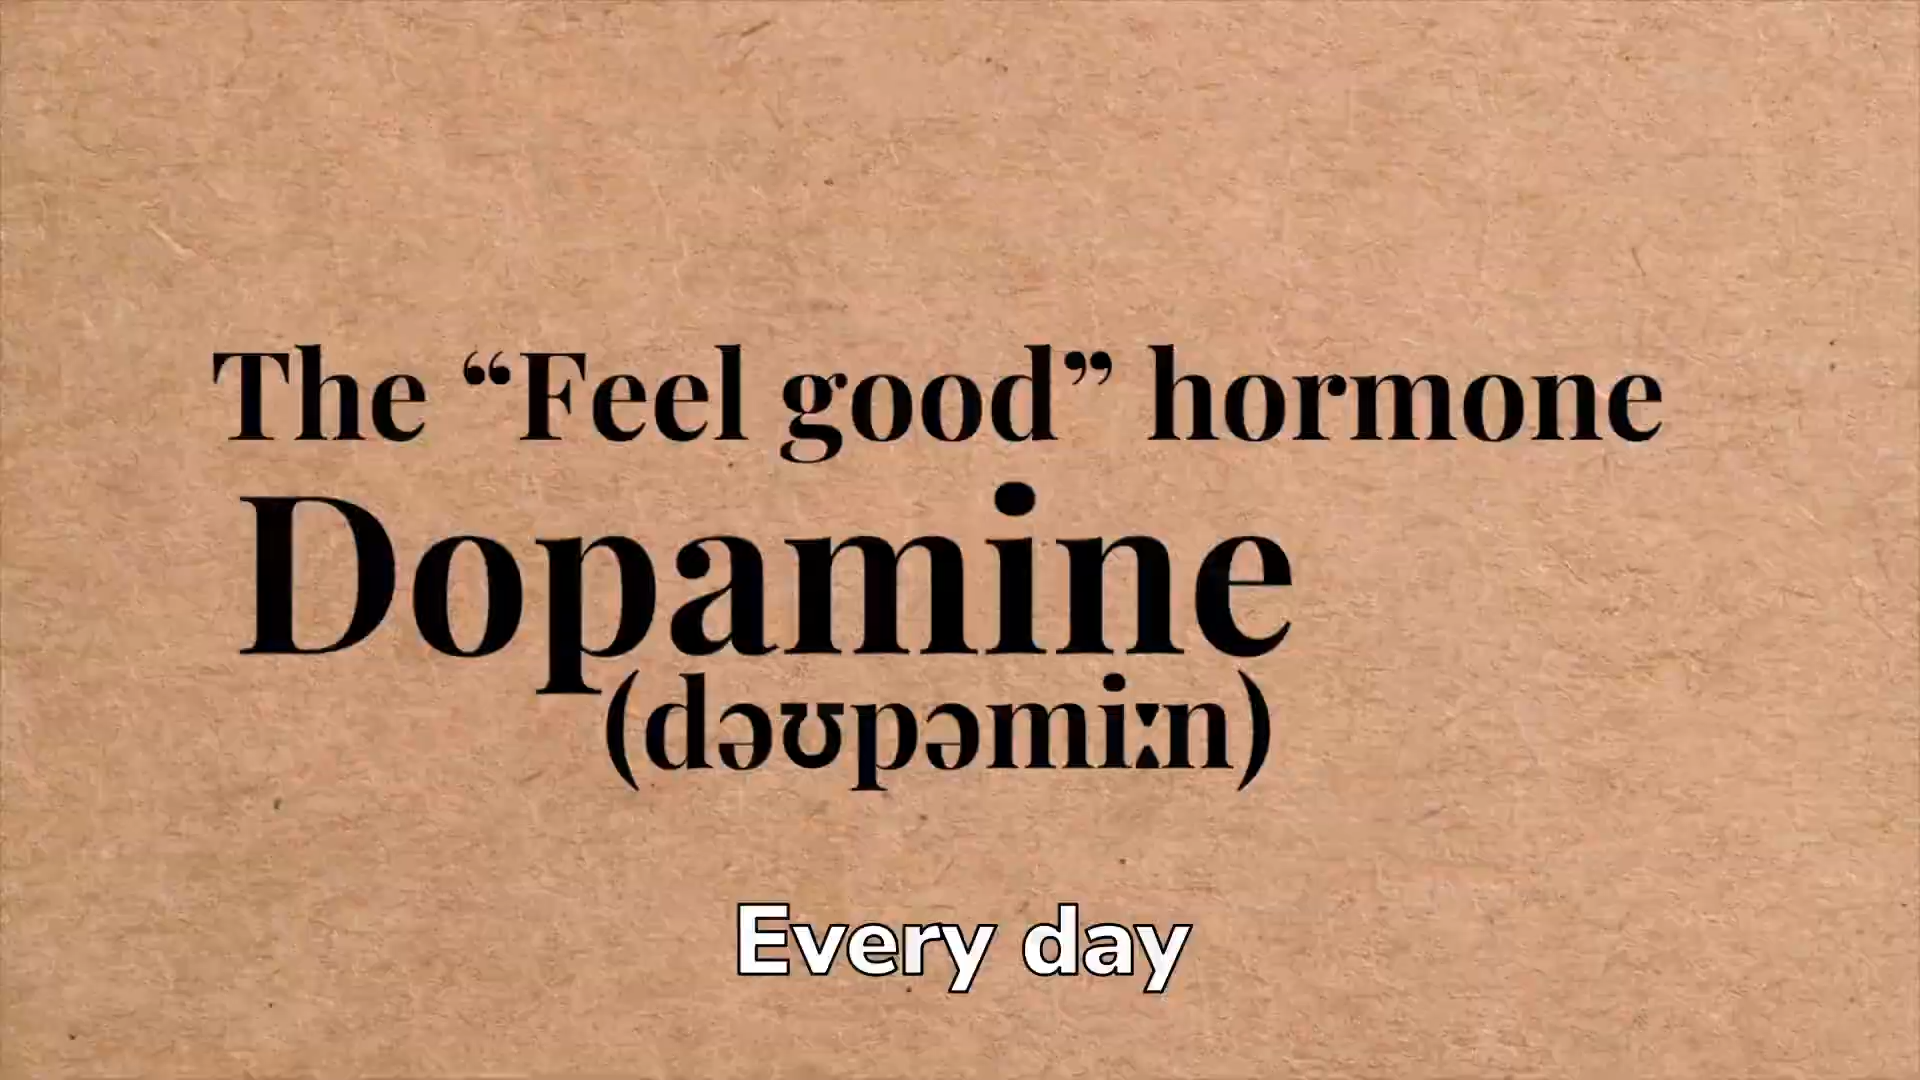 The “Feel good” hormone
Dopamine
(dəʊpəmiːn)
Every day